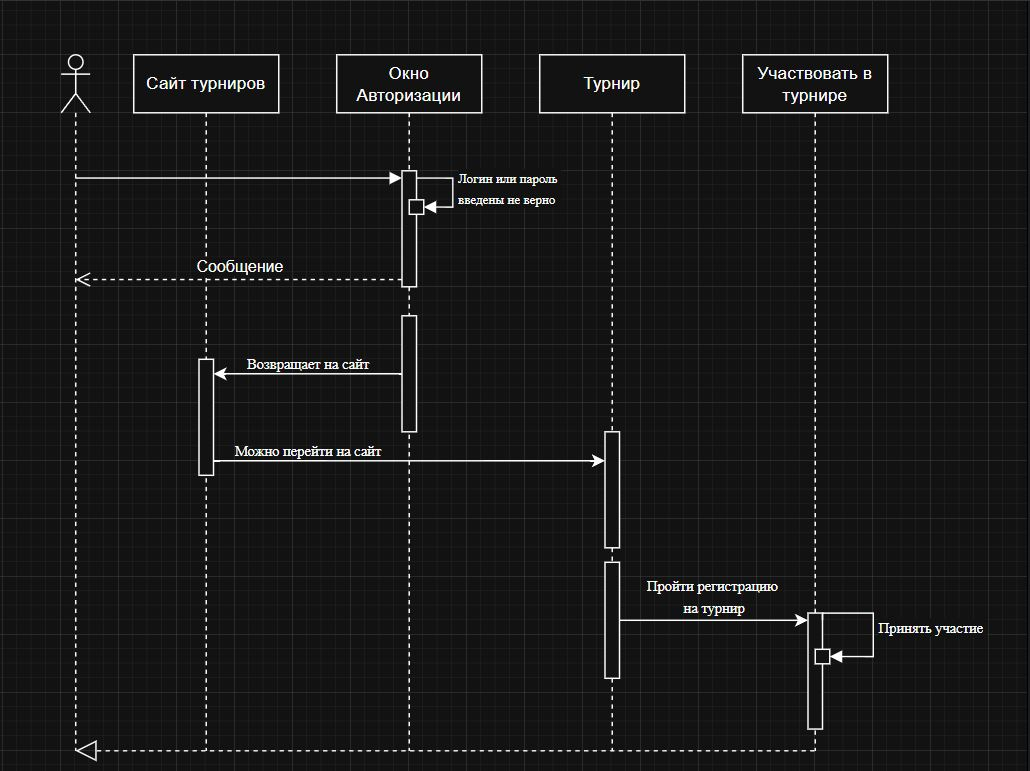 Сайт турниров
Окно
Авторизации
Турнир
Участвовать в
турнире
Логин или пароль
введены не верно
Сообщение
Возвращает на сайт
Можно перейти на сайт
Пройти регистрацию
на турнир
Принять участие